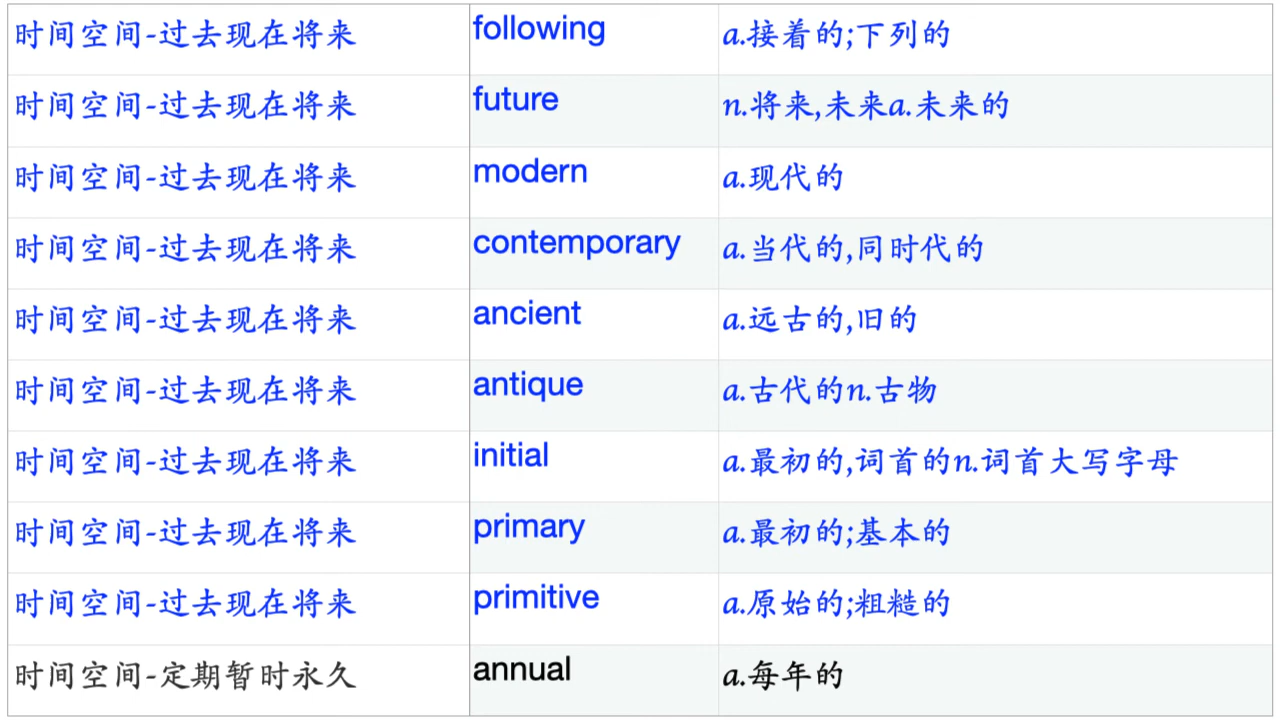 时间空间-过去现在将来 following a.接着的;下列的
时间空间-过去现在将来 future n.将来,未来a.未来的
时间空间-过去现在将来 modern a.现代的
时间空间-过去现在将来 contemporary a.当代的,同时代的
时间空间-过去现在将来 ancient a.远古的,旧的
时间空间-过去现在将来 antique a.古代的n.古物
时间空间-过去现在将来 initial a.最初的,词首的n.词首大写字母
时间空间-过去现在将来 primary a.最初的;基本的
时间空间-过去现在将来 primitive a.原始的;粗糙的
时间空间-定期暂时永久 annual a.每年的